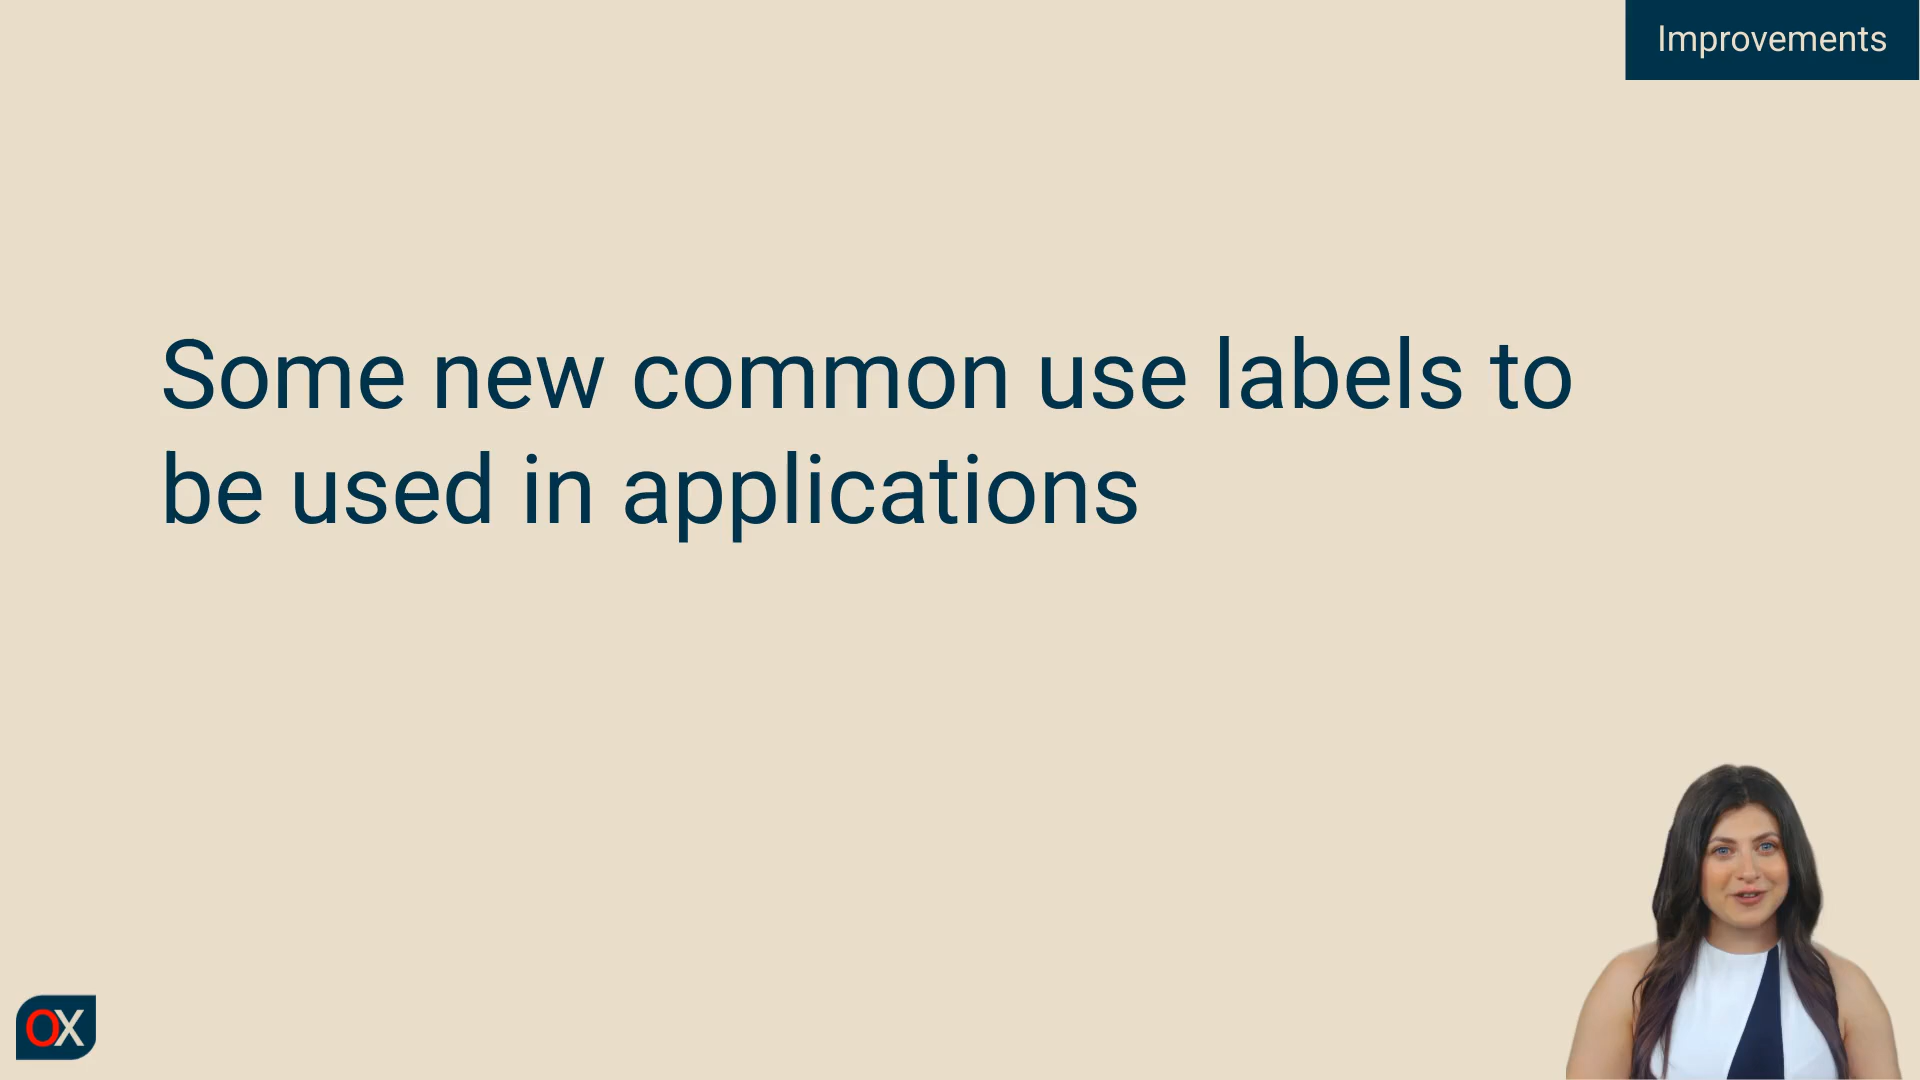 Improvements
Some new common use labels to
be used in applications
OX